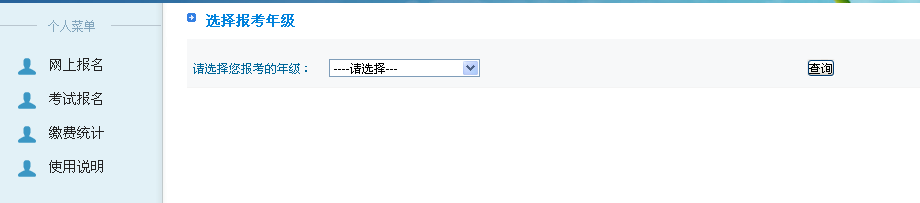 个人菜单
网上报名
考试报名
缴费统计
使用说明
选择报考年级
请选择您报考的年级： ----请选择--- 查询